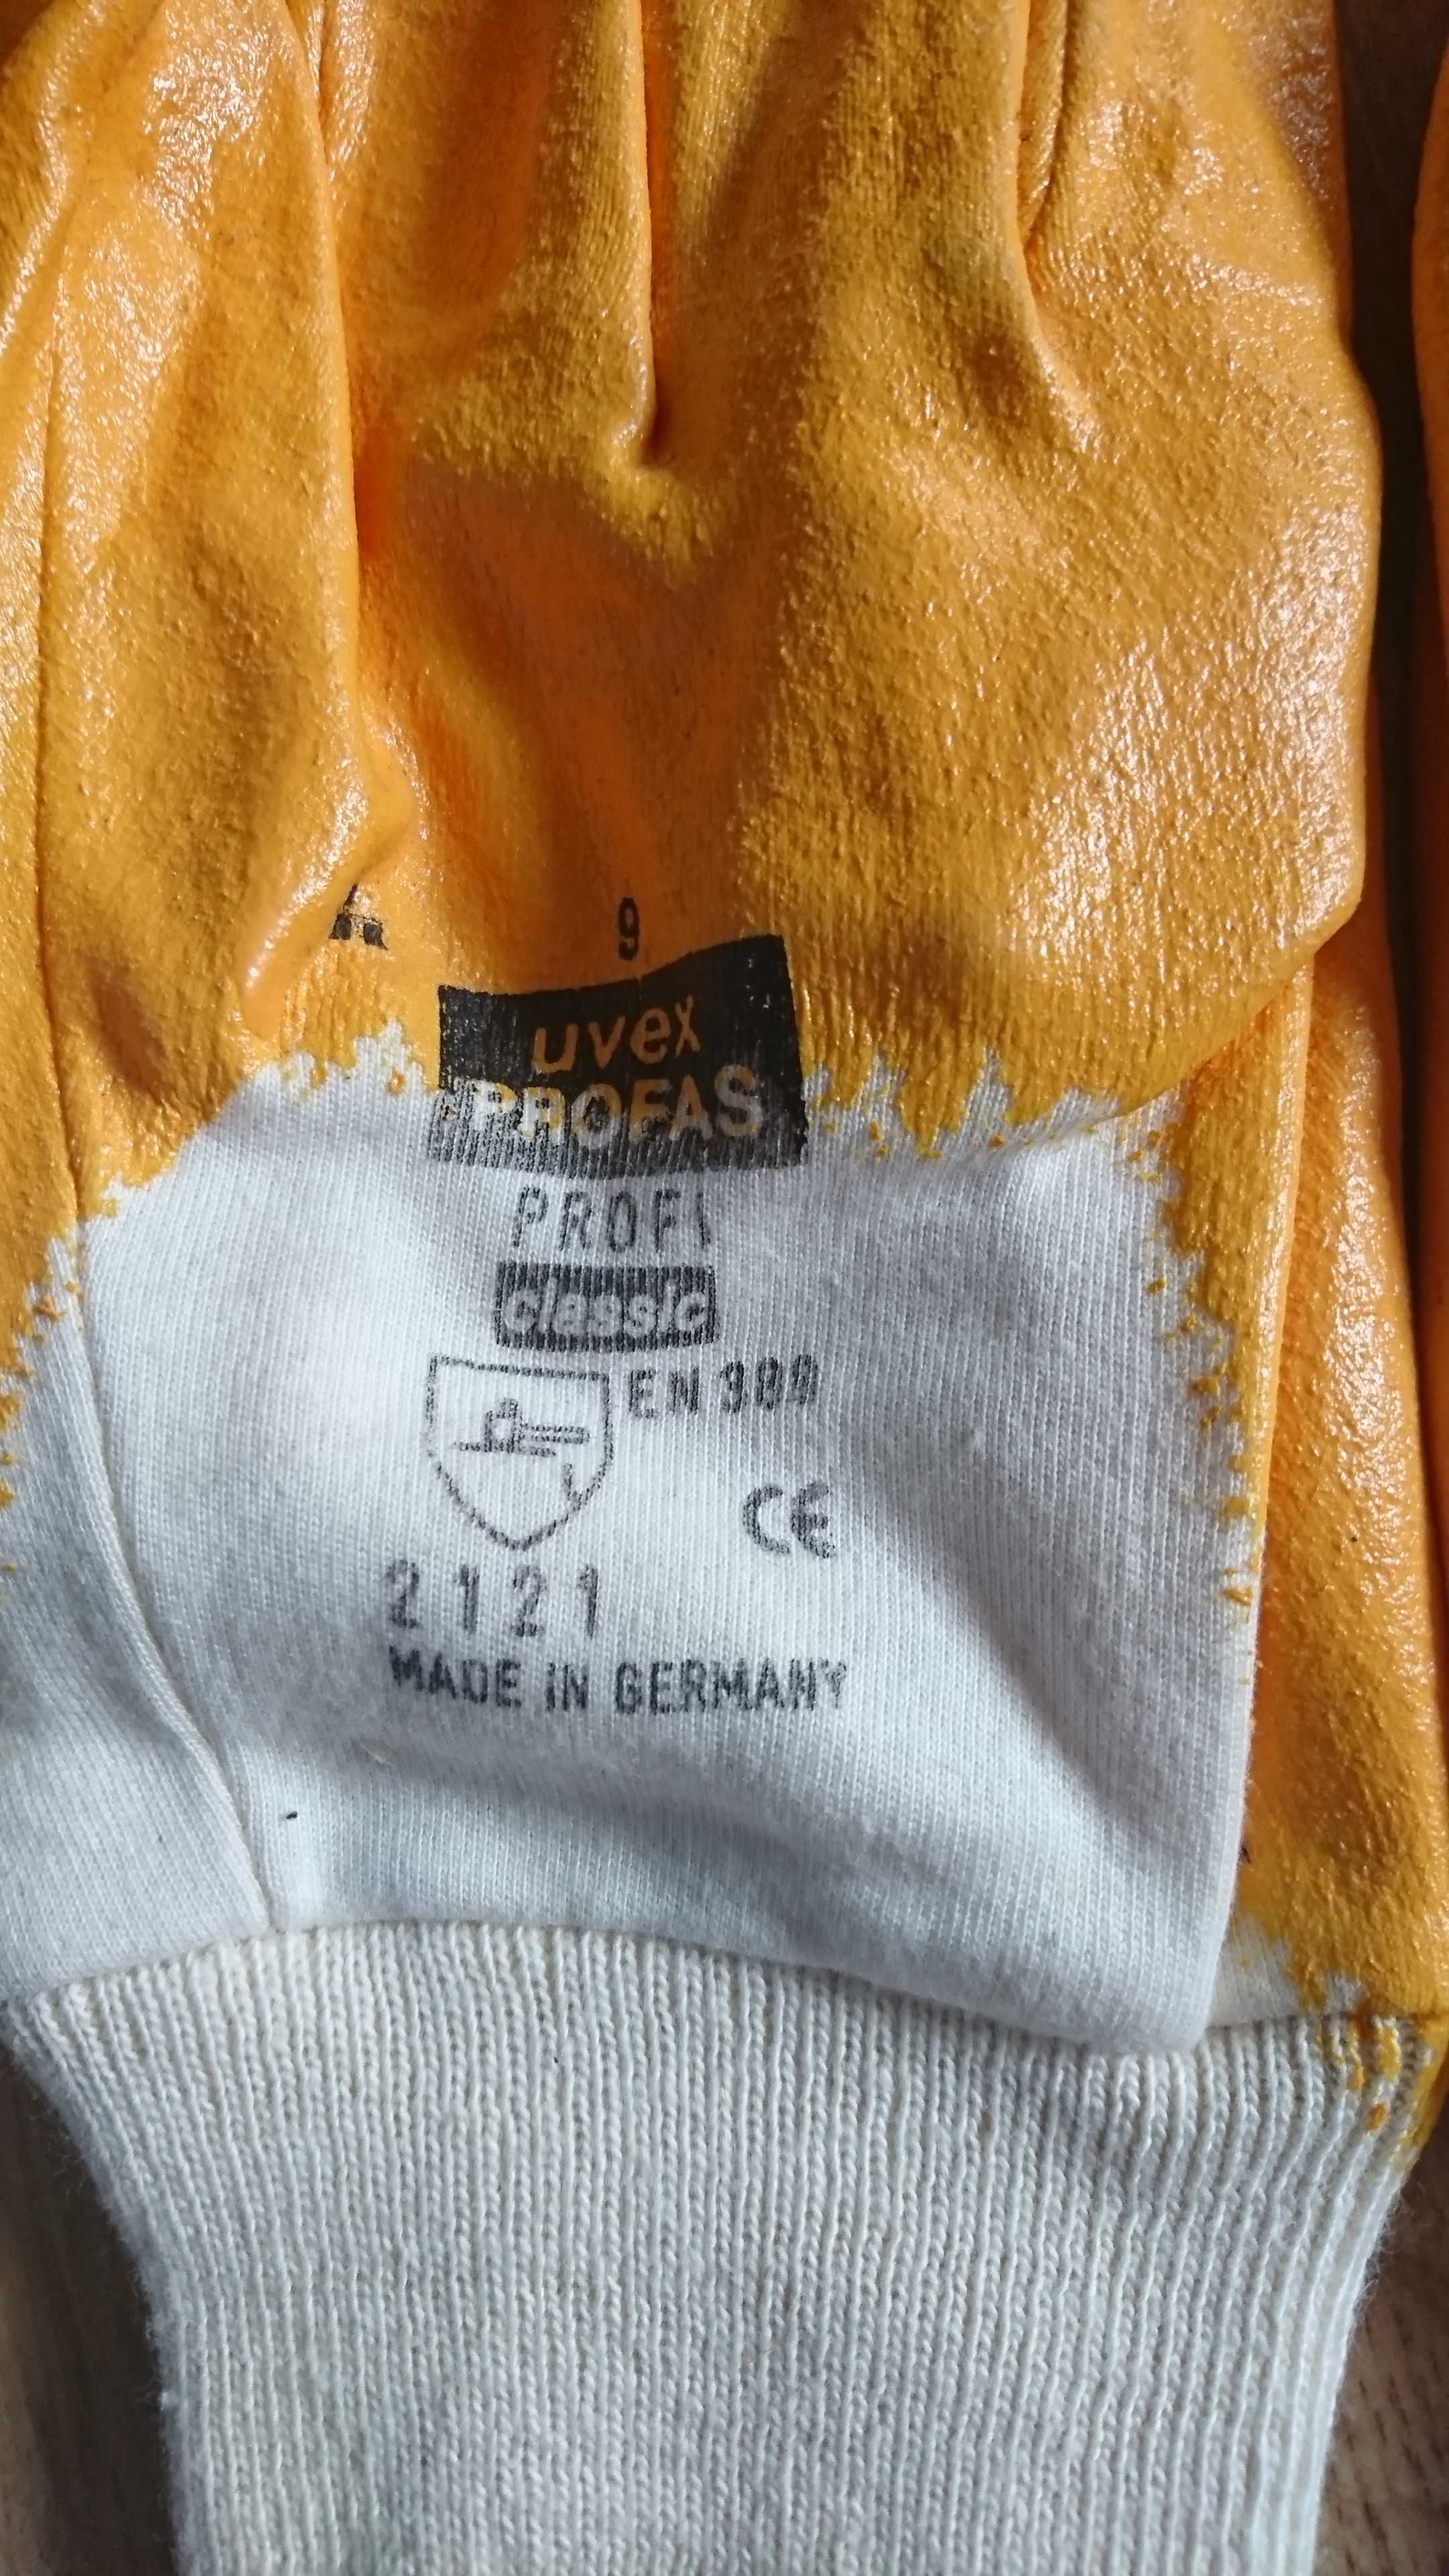 9
uvex
PROFAS
PROFI
classic
EN 388
CE
2121
MADE IN GERMANY